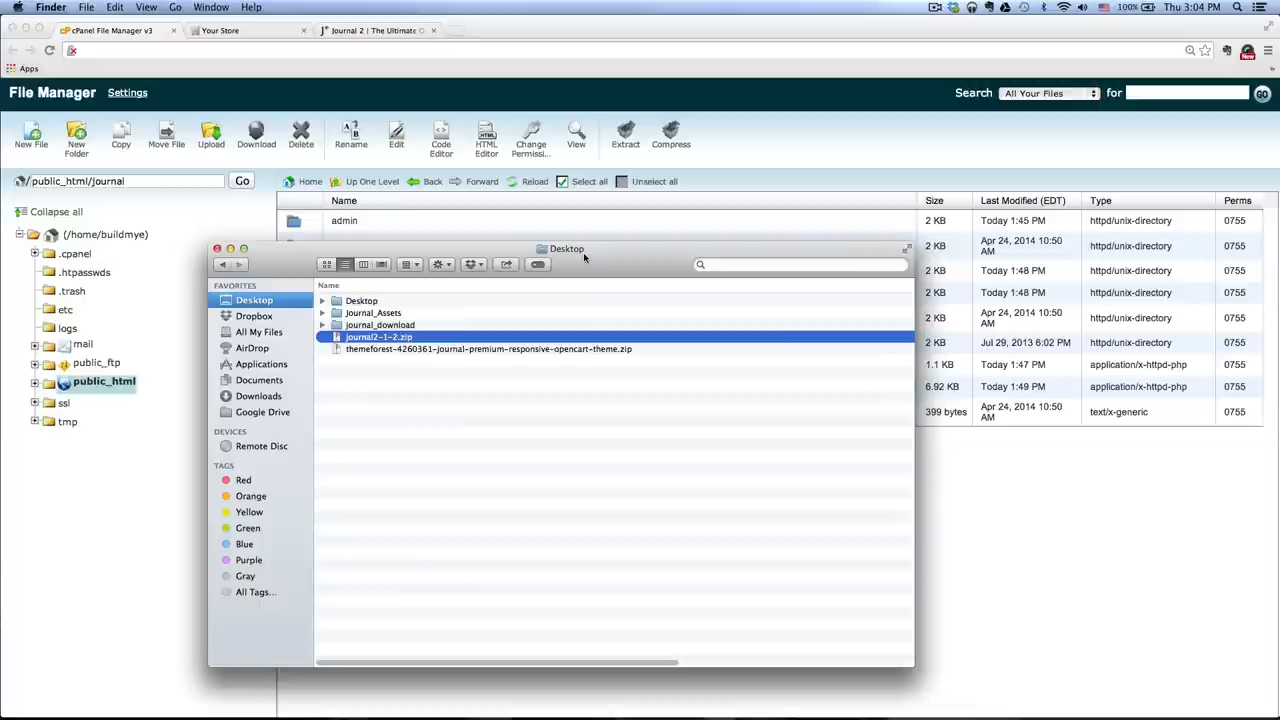 Finder File Edit View Go Window Help 100% Thu 3:04 PM
cPanel File Manager v3 Your Store Journal 2 | The Ultimate O
New
Apps
File Manager Settings Search All Your Files for GO
New File New Folder Copy Move File Upload Download Delete Rename Edit Code Editor HTML Editor Change Permissi... View Extract Compress
/public_html/journal Go Home Up One Level Back Forward Reload Select all Unselect all
Collapse all
(/home/buildmye)
.cpanel
.htpasswds
.trash
etc
logs
mail
public_ftp
public_html
ssl
tmp
Name Size Last Modified (EDT) Type Perms
admin 2 KB Today 1:45 PM httpd/unix-directory 0755
2 KB Apr 24, 2014 10:50 AM httpd/unix-directory 0755
2 KB Today 1:48 PM httpd/unix-directory 0755
2 KB Today 1:48 PM httpd/unix-directory 0755
2 KB Apr 24, 2014 10:50 AM httpd/unix-directory 0755
2 KB Jul 29, 2013 6:02 PM httpd/unix-directory 0755
1.1 KB Today 1:47 PM application/x-httpd-php 0755
6.92 KB Today 1:49 PM application/x-httpd-php 0755
399 bytes Apr 24, 2014 10:50 AM text/x-generic 0755
Desktop
FAVORITES
Desktop
Dropbox
All My Files
AirDrop
Applications
Documents
Downloads
Google Drive
DEVICES
Remote Disc
TAGS
Red
Orange
Yellow
Green
Blue
Purple
Gray
All Tags...
Name
Desktop
Journal_Assets
Journal_download
journal2-1-2.zip
themeforest-4260361-journal-premium-responsive-opencart-theme.zip